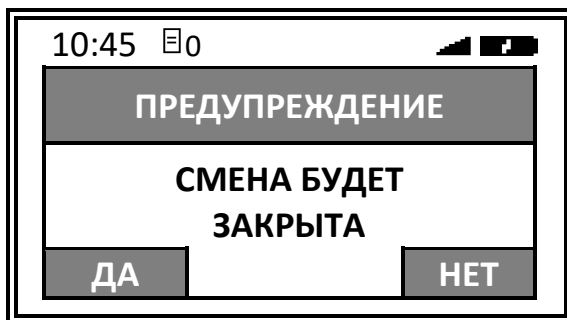 10:45 0
ПРЕДУПРЕЖДЕНИЕ
СМЕНА БУДЕТ
ЗАКРЫТА
ДА НЕТ